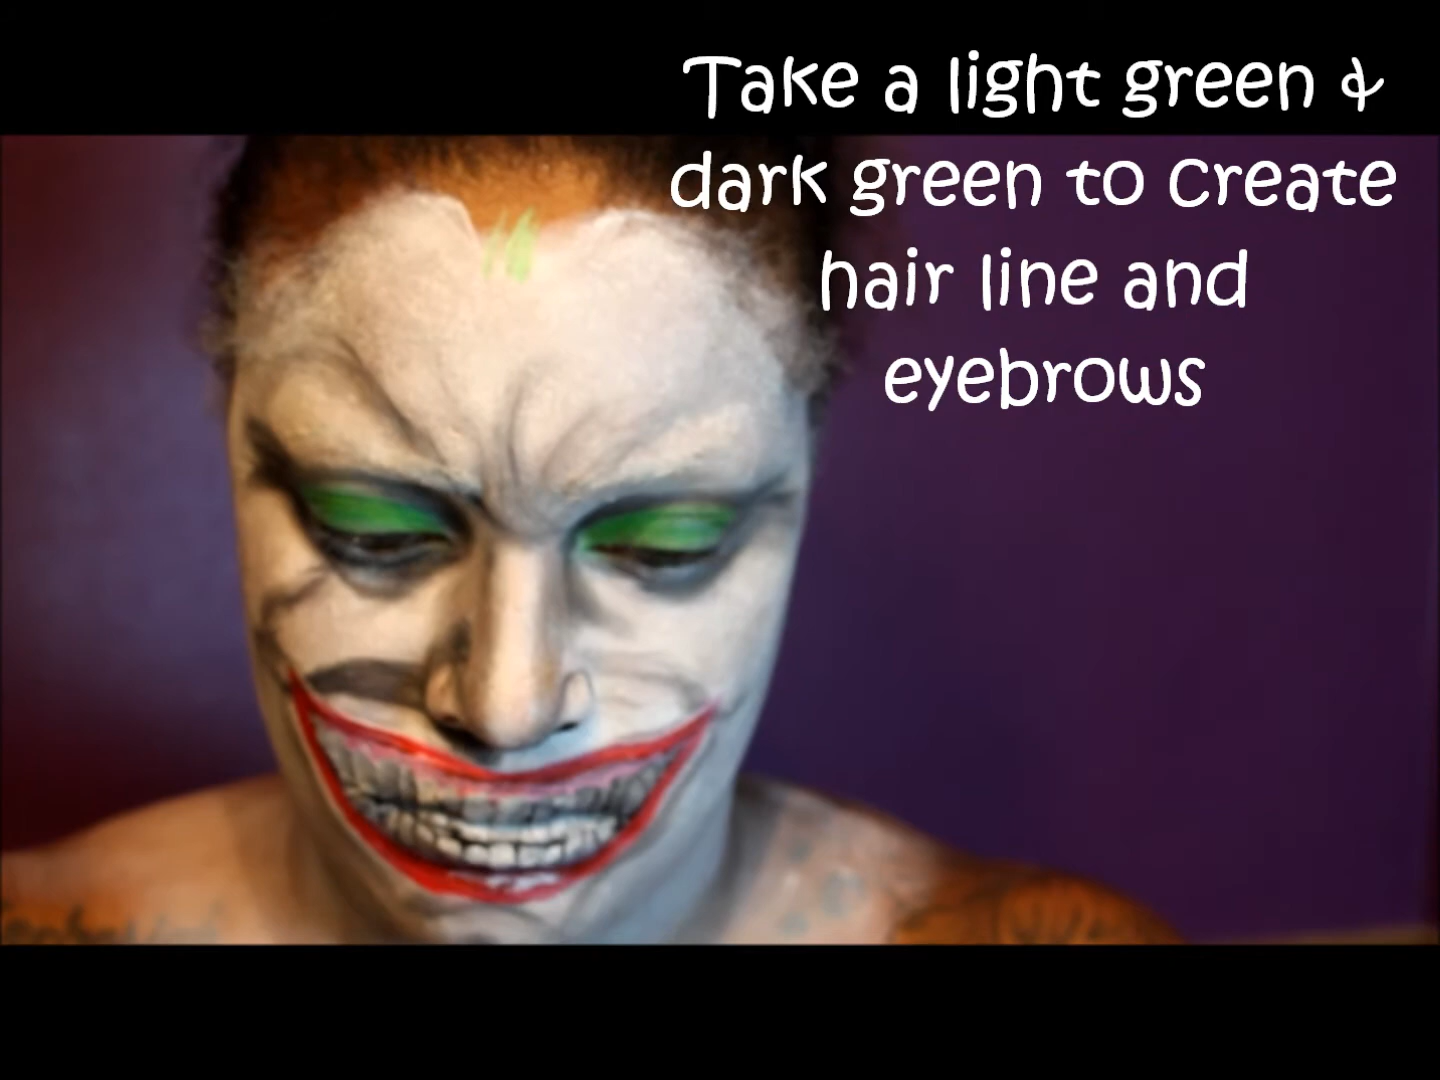 Take a light green &
dark green to create
hair line and
eyebrows